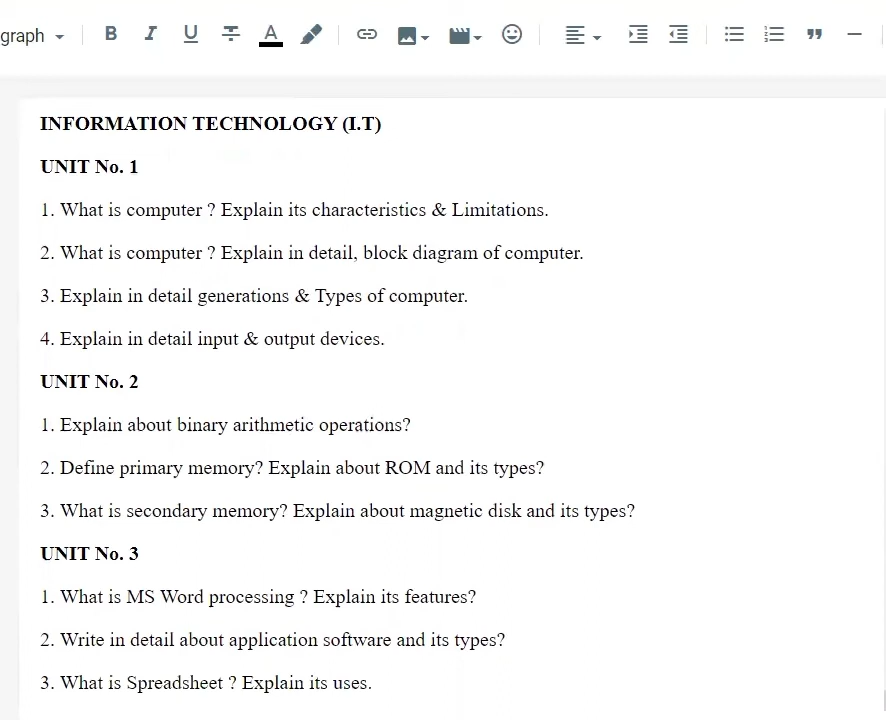 graph
B I U A
INFORMATION TECHNOLOGY (I.T)
UNIT No. 1
1. What is computer ? Explain its characteristics & Limitations.
2. What is computer ? Explain in detail, block diagram of computer.
3. Explain in detail generations & Types of computer.
4. Explain in detail input & output devices.
UNIT No. 2
1. Explain about binary arithmetic operations?
2. Define primary memory? Explain about ROM and its types?
3. What is secondary memory? Explain about magnetic disk and its types?
UNIT No. 3
1. What is MS Word processing ? Explain its features?
2. Write in detail about application software and its types?
3. What is Spreadsheet ? Explain its uses.